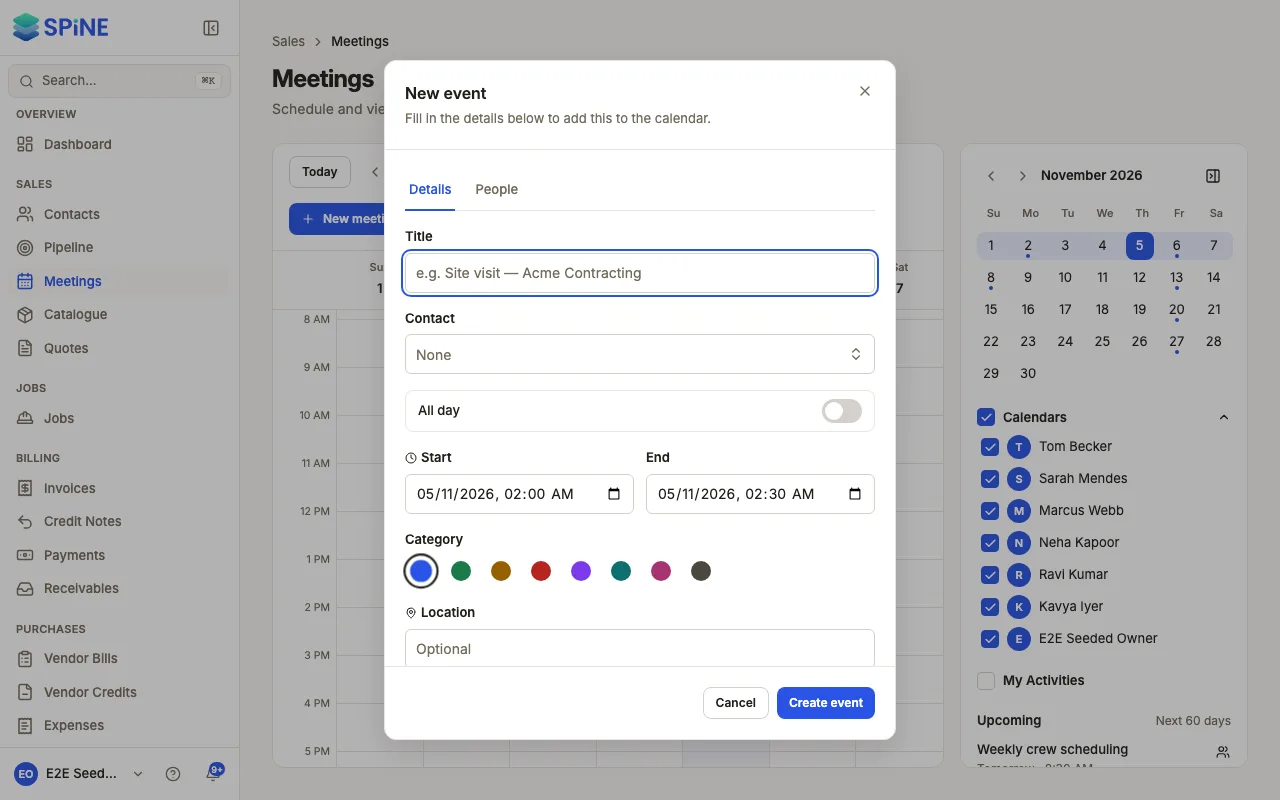 SPiNE
Search...
⌘K
OVERVIEW
Dashboard
SALES
Contacts
Pipeline
Meetings
Catalogue
Quotes
JOBS
Jobs
BILLING
Invoices
Credit Notes
Payments
Receivables
PURCHASES
Vendor Bills
Vendor Credits
Expenses
EO
E2E Seed...
9+
Sales
Meetings
Meetings
Schedule and vie
Today
New meeti
Su
1
Sat
7
8 AM
9 AM
10 AM
11 AM
12 PM
1 PM
2 PM
3 PM
4 PM
5 PM
New event
Fill in the details below to add this to the calendar.
Details
People
Title
e.g. Site visit — Acme Contracting
Contact
None
All day
Start
End
05/11/2026, 02:00 AM
05/11/2026, 02:30 AM
Category
Location
Optional
Cancel
Create event
November 2026
Su Mo Tu We Th Fr Sa
1 2 3 4 5 6 7
8 9 10 11 12 13 14
15 16 17 18 19 20 21
22 23 24 25 26 27 28
29 30
Calendars
T Tom Becker
S Sarah Mendes
M Marcus Webb
N Neha Kapoor
R Ravi Kumar
K Kavya Iyer
E E2E Seeded Owner
My Activities
Upcoming
Next 60 days
Weekly crew scheduling